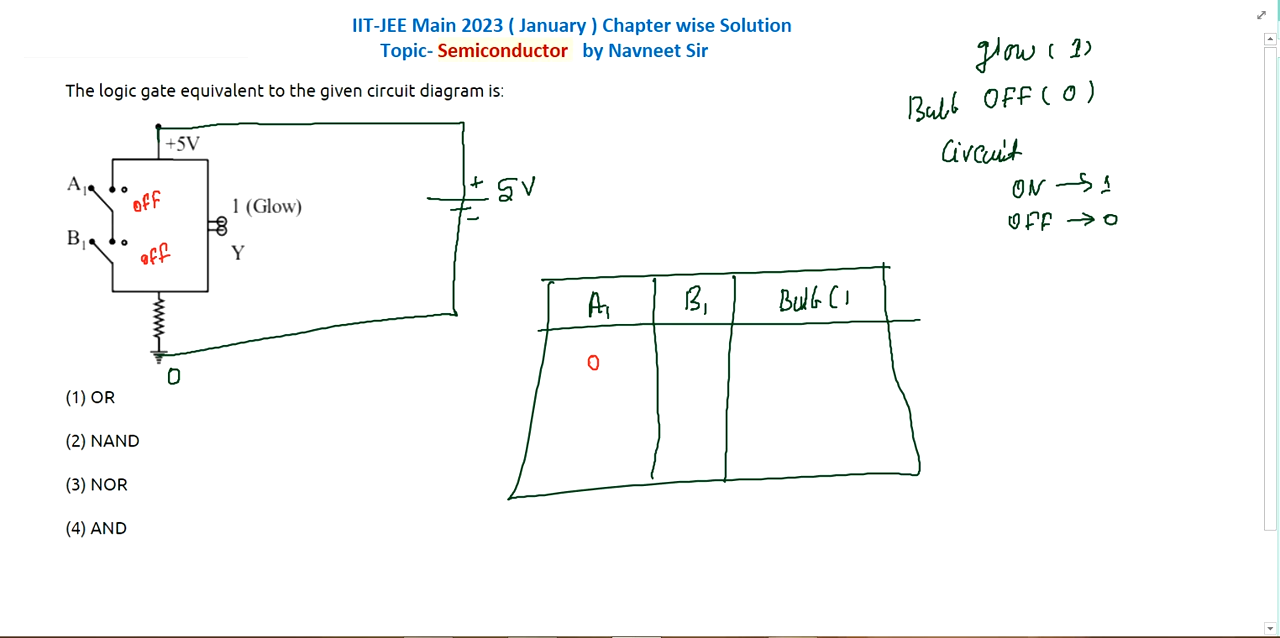 IIT-JEE Main 2023 ( January ) Chapter wise Solution
Topic- Semiconductor by Navneet Sir
The logic gate equivalent to the given circuit diagram is:
glow ( 1 )
Bulb OFF ( 0 )
Circuit
ON → 1
OFF → 0
+5V
A1
off
1 (Glow)
B1
off
Y
+ 5V
-
0
A1 B1 Bulb (1
0
(1) OR
(2) NAND
(3) NOR
(4) AND